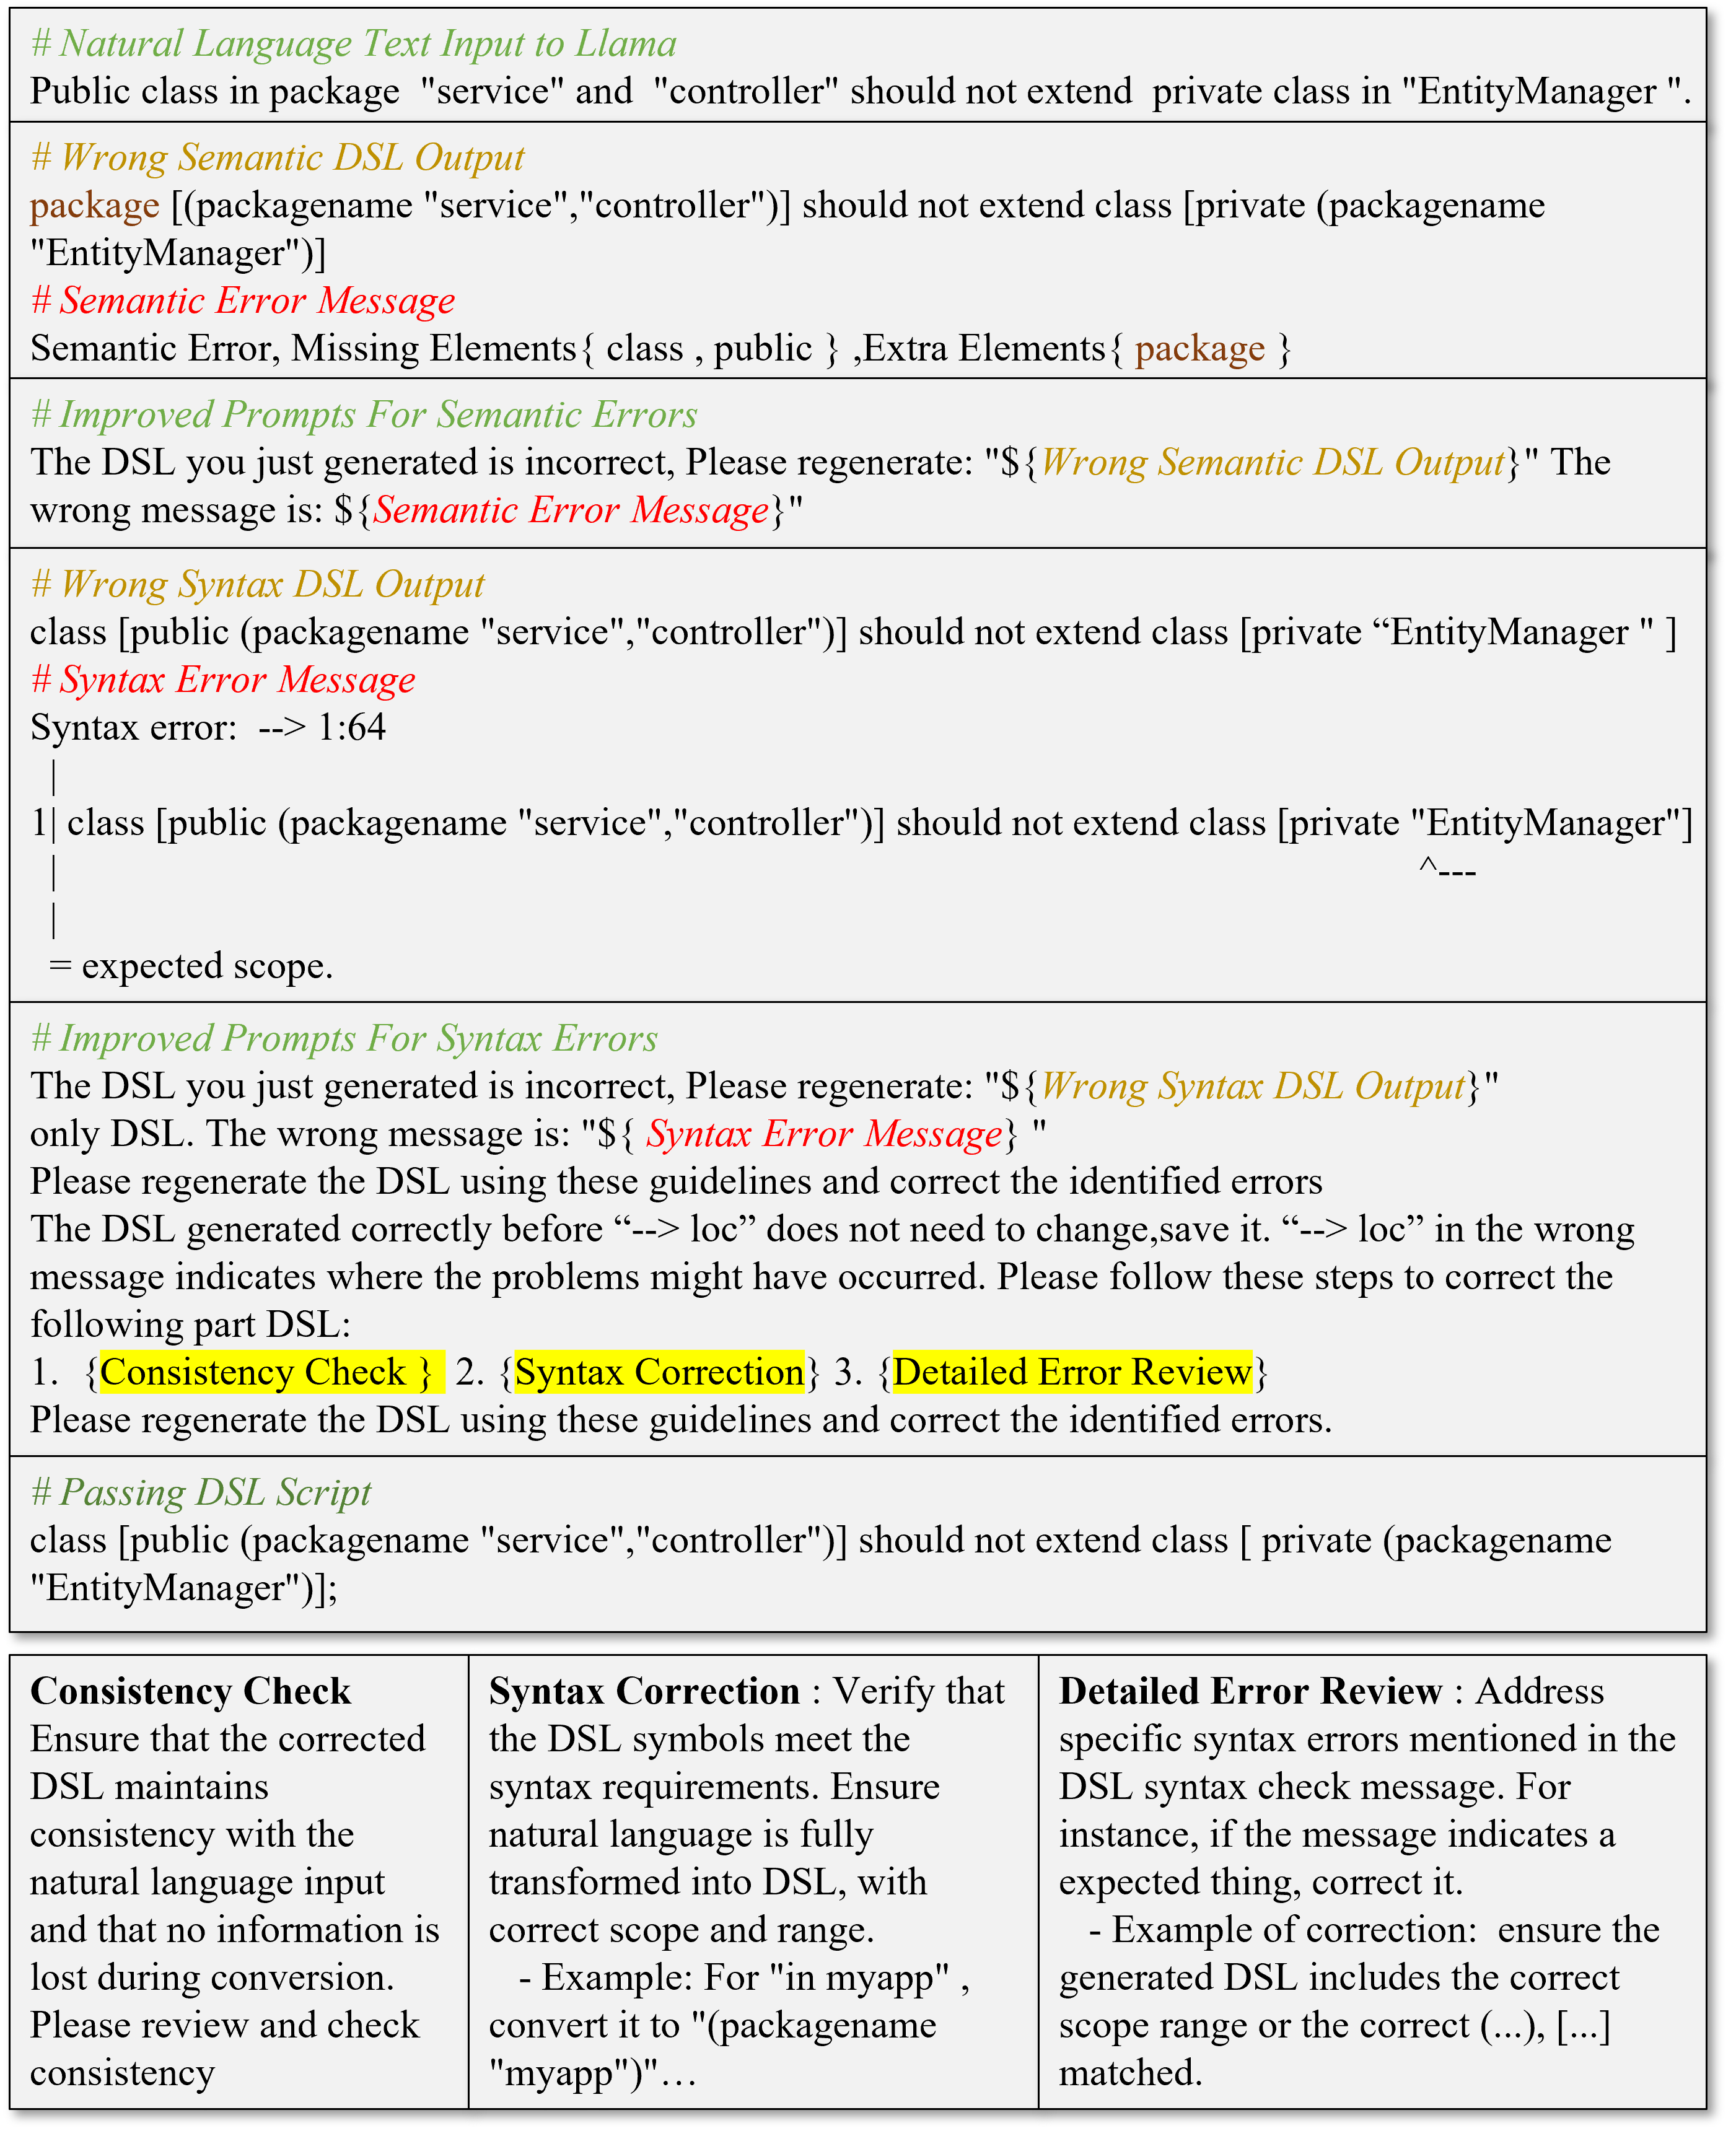 # Natural Language Text Input to Llama
Public class in package "service" and "controller" should not extend private class in "EntityManager ".
# Wrong Semantic DSL Output
package [(packagename "service","controller")] should not extend class [private (packagename
"EntityManager")]
# Semantic Error Message
Semantic Error, Missing Elements{ class , public } ,Extra Elements{ package }
# Improved Prompts For Semantic Errors
The DSL you just generated is incorrect, Please regenerate: "${Wrong Semantic DSL Output}" The
wrong message is: ${Semantic Error Message}"
# Wrong Syntax DSL Output
class [public (packagename "service","controller")] should not extend class [private “EntityManager " ]
# Syntax Error Message
Syntax error: --> 1:64
|
1| class [public (packagename "service","controller")] should not extend class [private "EntityManager"]
| ^---
|
= expected scope.
# Improved Prompts For Syntax Errors
The DSL you just generated is incorrect, Please regenerate: "${Wrong Syntax DSL Output}"
only DSL. The wrong message is: "${ Syntax Error Message} "
Please regenerate the DSL using these guidelines and correct the identified errors
The DSL generated correctly before “--> loc” does not need to change,save it. “--> loc” in the wrong
message indicates where the problems might have occurred. Please follow these steps to correct the
following part DSL:
1. {Consistency Check } 2. {Syntax Correction} 3. {Detailed Error Review}
Please regenerate the DSL using these guidelines and correct the identified errors.
# Passing DSL Script
class [public (packagename "service","controller")] should not extend class [ private (packagename
"EntityManager")];
Consistency Check
Ensure that the corrected
DSL maintains
consistency with the
natural language input
and that no information is
lost during conversion.
Please review and check
consistency
Syntax Correction : Verify that
the DSL symbols meet the
syntax requirements. Ensure
natural language is fully
transformed into DSL, with
correct scope and range.
- Example: For "in myapp" ,
convert it to "(packagename
"myapp")"…
Detailed Error Review : Address
specific syntax errors mentioned in the
DSL syntax check message. For
instance, if the message indicates a
expected thing, correct it.
- Example of correction: ensure the
generated DSL includes the correct
scope range or the correct (...), [...]
matched.